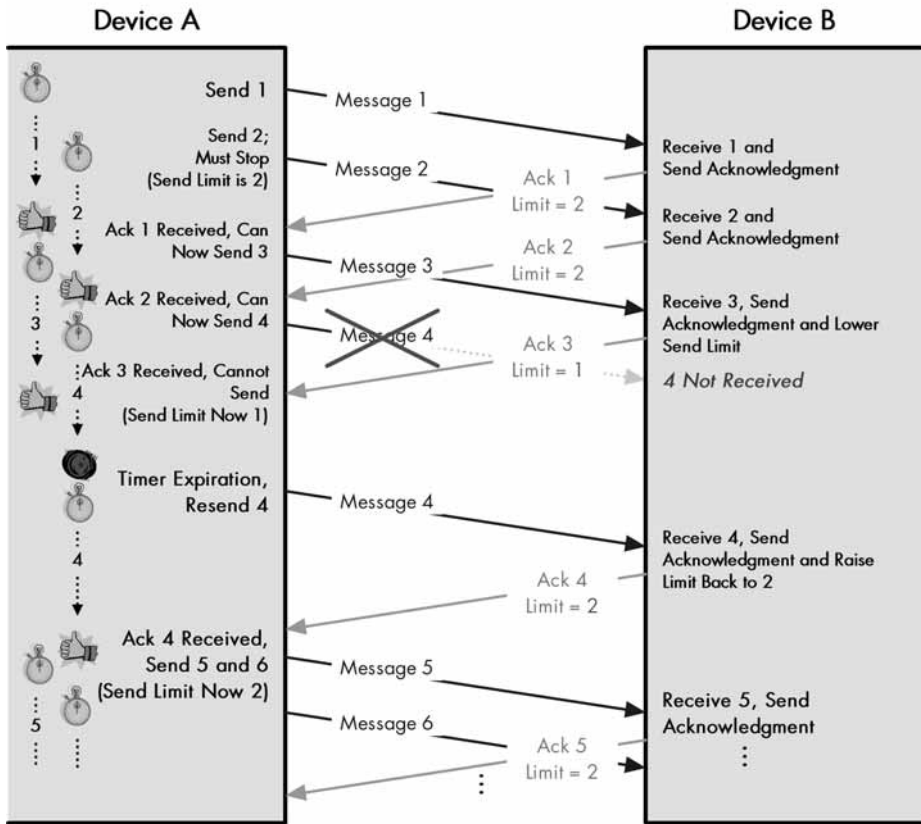 Device A
Device B
Send 1
Message 1
1
Send 2;
Must Stop
(Send Limit is 2)
Message 2
Receive 1 and
Send Acknowledgment
Ack 1
Limit = 2
2
Receive 2 and
Send Acknowledgment
Ack 1 Received, Can
Now Send 3
Message 3
Ack 2
Limit = 2
3
Ack 2 Received, Can
Now Send 4
Message 4
Receive 3, Send
Acknowledgment and Lower
Send Limit
Ack 3
Limit = 1
4 Not Received
4
Ack 3 Received, Cannot
Send
(Send Limit Now 1)
Timer Expiration,
Resend 4
Message 4
4
Receive 4, Send
Acknowledgment and Raise
Limit Back to 2
Ack 4
Limit = 2
Ack 4 Received,
Send 5 and 6
(Send Limit Now 2)
Message 5
5
Message 6
Receive 5, Send
Acknowledgment
Ack 5
Limit = 2